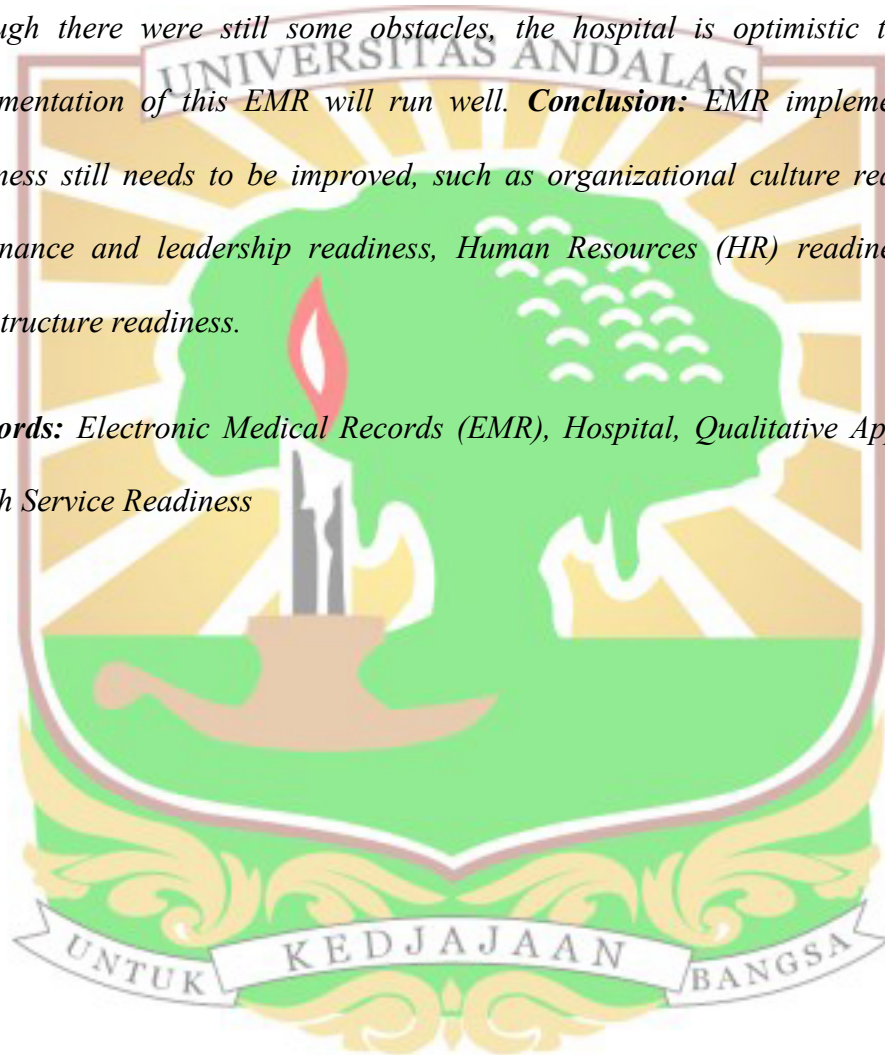 ugh there were still some obstacles, the hospital is optimistic t
UNIVERSITAS ANDALAS
mentation of this EMR will run well. Conclusion: EMR impleme
ness still needs to be improved, such as organizational culture rea
nance and leadership readiness, Human Resources (HR) readine
structure readiness.
ords: Electronic Medical Records (EMR), Hospital, Qualitative App
h Service Readiness
UNTUK KEDJAJAAN BANGSA